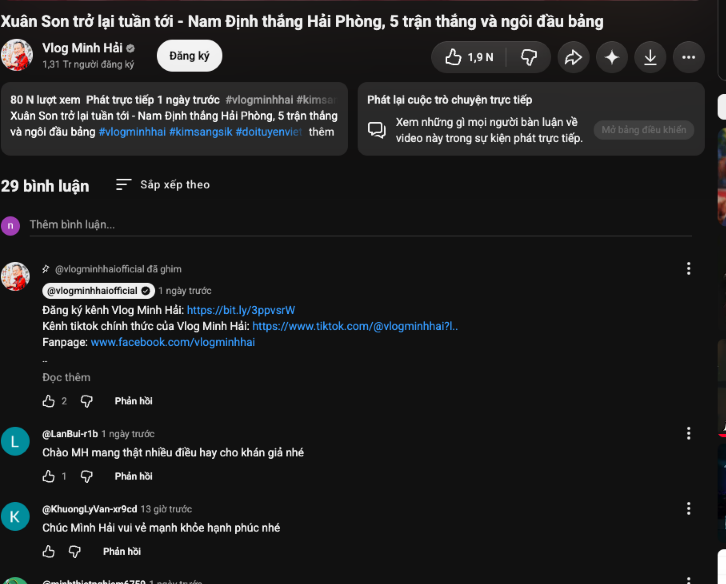 Xuân Son trở lại tuần tới - Nam Định thắng Hải Phòng, 5 trận thắng và ngôi đầu bảng
Vlog Minh Hải
1,31 Tr người đăng ký
Đăng ký
1,9 N
80 N lượt xem Phát trực tiếp 1 ngày trước #vlogminhhai #kimsa
Xuân Son trở lại tuần tới - Nam Định thắng Hải Phòng, 5 trận thắng
và ngôi đầu bảng #vlogminhhai #kimsangsik #doituyenviet thêm
Phát lại cuộc trò chuyện trực tiếp
Xem những gì mọi người bàn luận về
video này trong sự kiện phát trực tiếp.
Mở bảng điều khiển
29 bình luận
Sắp xếp theo
n
Thêm bình luận...
@vlogminhhaiofficial đã ghim
@vlogminhhaiofficial 1 ngày trước
Đăng ký kênh Vlog Minh Hải: https://bit.ly/3ppvsrW
Kênh tiktok chính thức của Vlog Minh Hải: https://www.tiktok.com/@vlogminhhai?l..
Fanpage: www.facebook.com/vlogminhhai
..
Đọc thêm
2
Phản hồi
L
@LanBui-r1b 1 ngày trước
Chào MH mang thật nhiều điều hay cho khán giả nhé
1
Phản hồi
K
@KhuongLyVan-xr9cd 13 giờ trước
Chúc Mình Hải vui vẻ mạnh khỏe hạnh phúc nhé
Phản hồi
@minhthietnghiem6750 1 ngày trước